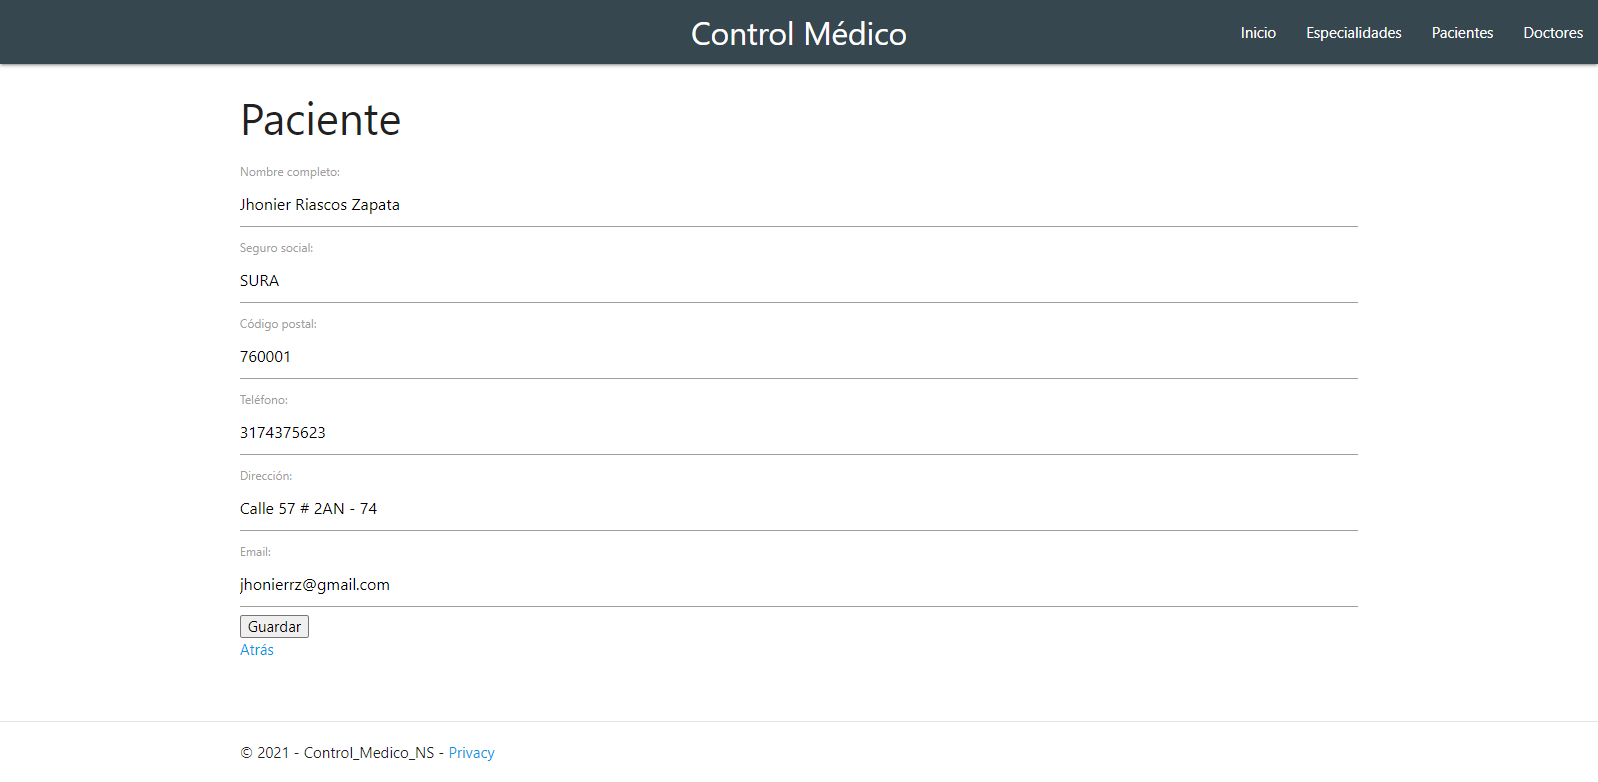 Control Médico
Inicio Especialidades Pacientes Doctores
Paciente
Nombre completo:
Jhonier Riascos Zapata
Seguro social:
SURA
Código postal:
760001
Teléfono:
3174375623
Dirección:
Calle 57 # 2AN - 74
Email:
jhonierrz@gmail.com
Guardar
Atrás
© 2021 - Control_Medico_NS - Privacy